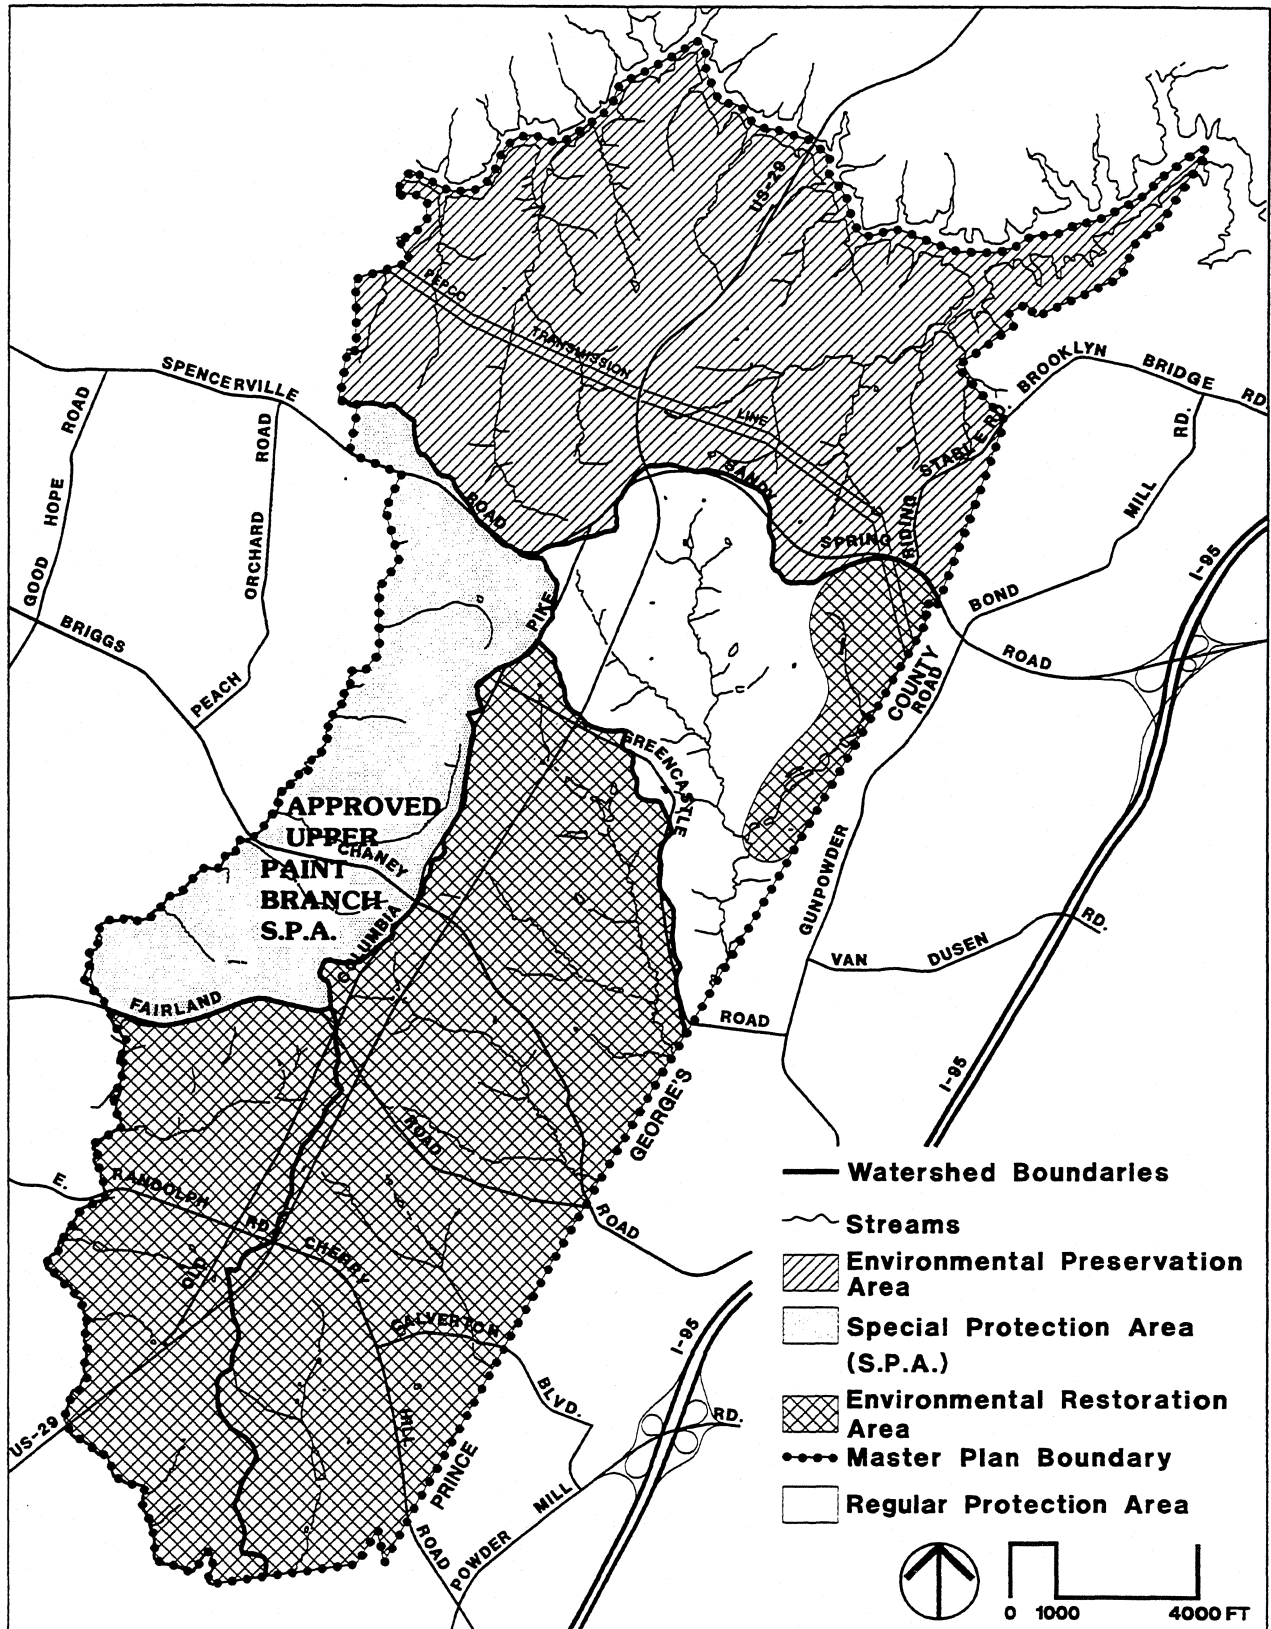 US-29
PEPCO
TRANSMISSION
LINE
SPENCERVILLE
ROAD
GOOD HOPE ROAD
PEACH ORCHARD ROAD
BRIGGS
CHANEY
ROAD
SANDY
SPRING
ROAD
RIDING
STABLE RD.
BROOKLYN
BRIDGE
RD.
BOND
MILL
RD.
I-95
PIKE
COUNTY
ROAD
GREENCASTLE
ROAD
GUNPOWDER
VAN
DUSEN
RD.
APPROVED
UPPER
PAINT
BRANCH
S.P.A.
COLUMBIA
OLD
FAIRLAND
ROAD
I-95
GEORGE'S
PRINCE
E.
RANDOLPH
RD.
CHERRY
HILL
ROAD
CALVERTON
BLVD.
I-95
US-29
POWDER
MILL
RD.
Watershed Boundaries
Streams
Environmental Preservation
Area
Special Protection Area
(S.P.A.)
Environmental Restoration
Area
Master Plan Boundary
Regular Protection Area
0 1000 4000 FT